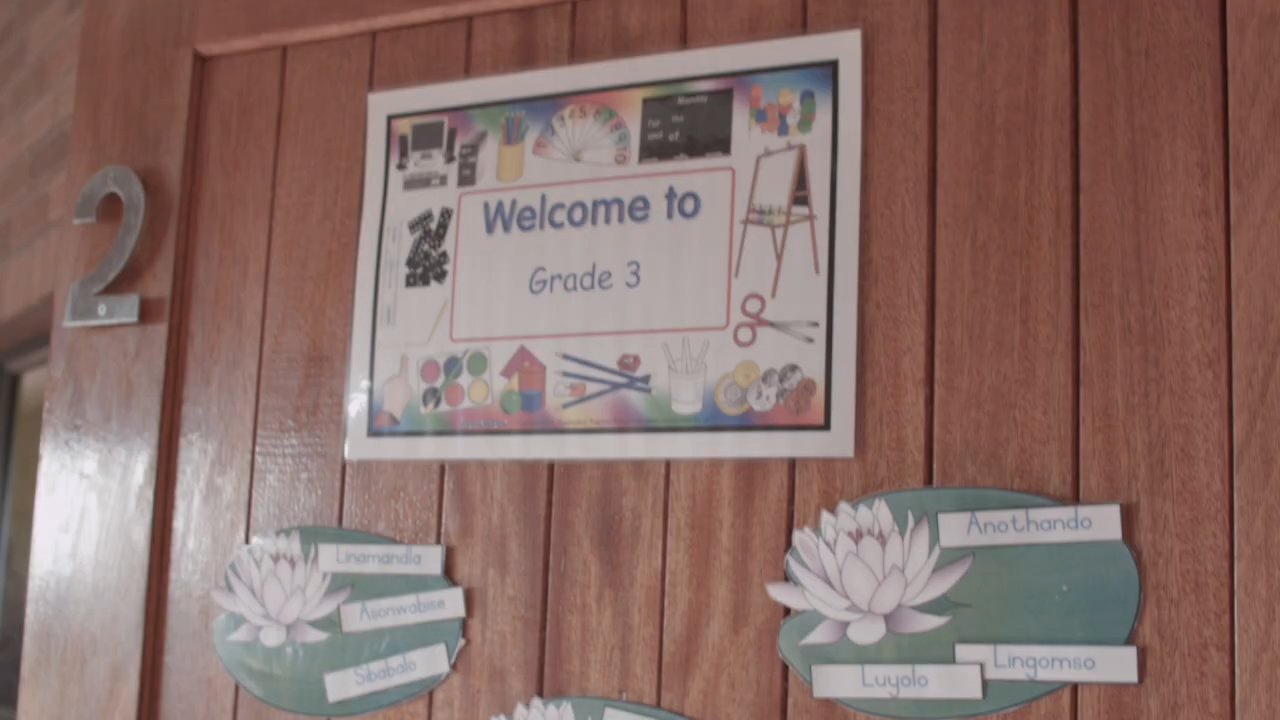 2
Welcome to
Grade 3
Linamandla
Asonwabise
Sibabalo
Anothando
Lingomso
Luyolo